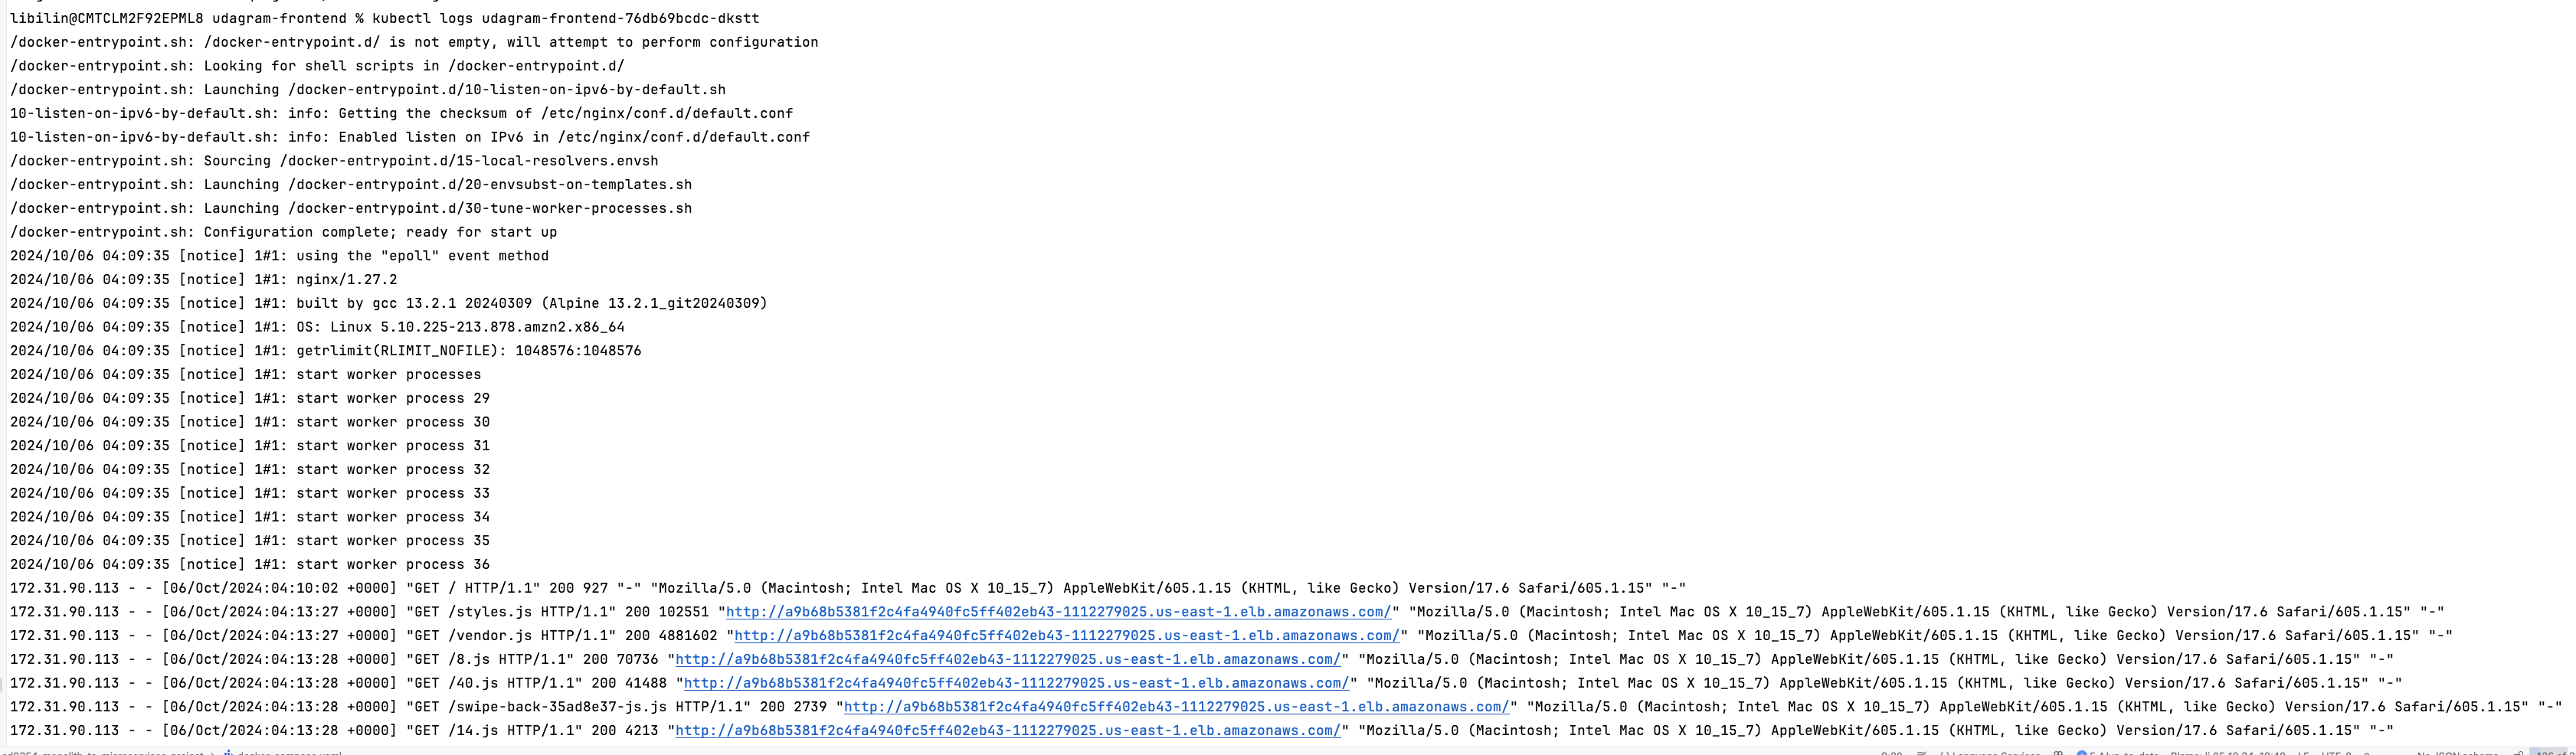 libilin@CMTCLM2F92EPML8 udagram-frontend % kubectl logs udagram-frontend-76db69bcdc-dkstt
/docker-entrypoint.sh: /docker-entrypoint.d/ is not empty, will attempt to perform configuration
/docker-entrypoint.sh: Looking for shell scripts in /docker-entrypoint.d/
/docker-entrypoint.sh: Launching /docker-entrypoint.d/10-listen-on-ipv6-by-default.sh
10-listen-on-ipv6-by-default.sh: info: Getting the checksum of /etc/nginx/conf.d/default.conf
10-listen-on-ipv6-by-default.sh: info: Enabled listen on IPv6 in /etc/nginx/conf.d/default.conf
/docker-entrypoint.sh: Sourcing /docker-entrypoint.d/15-local-resolvers.envsh
/docker-entrypoint.sh: Launching /docker-entrypoint.d/20-envsubst-on-templates.sh
/docker-entrypoint.sh: Launching /docker-entrypoint.d/30-tune-worker-processes.sh
/docker-entrypoint.sh: Configuration complete; ready for start up
2024/10/06 04:09:35 [notice] 1#1: using the "epoll" event method
2024/10/06 04:09:35 [notice] 1#1: nginx/1.27.2
2024/10/06 04:09:35 [notice] 1#1: built by gcc 13.2.1 20240309 (Alpine 13.2.1_git20240309)
2024/10/06 04:09:35 [notice] 1#1: OS: Linux 5.10.225-213.878.amzn2.x86_64
2024/10/06 04:09:35 [notice] 1#1: getrlimit(RLIMIT_NOFILE): 1048576:1048576
2024/10/06 04:09:35 [notice] 1#1: start worker processes
2024/10/06 04:09:35 [notice] 1#1: start worker process 29
2024/10/06 04:09:35 [notice] 1#1: start worker process 30
2024/10/06 04:09:35 [notice] 1#1: start worker process 31
2024/10/06 04:09:35 [notice] 1#1: start worker process 32
2024/10/06 04:09:35 [notice] 1#1: start worker process 33
2024/10/06 04:09:35 [notice] 1#1: start worker process 34
2024/10/06 04:09:35 [notice] 1#1: start worker process 35
2024/10/06 04:09:35 [notice] 1#1: start worker process 36
172.31.90.113 - - [06/Oct/2024:04:10:02 +0000] "GET / HTTP/1.1" 200 927 "-" "Mozilla/5.0 (Macintosh; Intel Mac OS X 10_15_7) AppleWebKit/605.1.15 (KHTML, like Gecko) Version/17.6 Safari/605.1.15" "-"
172.31.90.113 - - [06/Oct/2024:04:13:27 +0000] "GET /styles.js HTTP/1.1" 200 102551 "http://a9b68b5381f2c4fa4940fc5ff402eb43-1112279025.us-east-1.elb.amazonaws.com/" "Mozilla/5.0 (Macintosh; Intel Mac OS X 10_15_7) AppleWebKit/605.1.15 (KHTML, like Gecko) Version/17.6 Safari/605.1.15" "-"
172.31.90.113 - - [06/Oct/2024:04:13:27 +0000] "GET /vendor.js HTTP/1.1" 200 4881602 "http://a9b68b5381f2c4fa4940fc5ff402eb43-1112279025.us-east-1.elb.amazonaws.com/" "Mozilla/5.0 (Macintosh; Intel Mac OS X 10_15_7) AppleWebKit/605.1.15 (KHTML, like Gecko) Version/17.6 Safari/605.1.15" "-"
172.31.90.113 - - [06/Oct/2024:04:13:28 +0000] "GET /8.js HTTP/1.1" 200 70736 "http://a9b68b5381f2c4fa4940fc5ff402eb43-1112279025.us-east-1.elb.amazonaws.com/" "Mozilla/5.0 (Macintosh; Intel Mac OS X 10_15_7) AppleWebKit/605.1.15 (KHTML, like Gecko) Version/17.6 Safari/605.1.15" "-"
172.31.90.113 - - [06/Oct/2024:04:13:28 +0000] "GET /40.js HTTP/1.1" 200 41488 "http://a9b68b5381f2c4fa4940fc5ff402eb43-1112279025.us-east-1.elb.amazonaws.com/" "Mozilla/5.0 (Macintosh; Intel Mac OS X 10_15_7) AppleWebKit/605.1.15 (KHTML, like Gecko) Version/17.6 Safari/605.1.15" "-"
172.31.90.113 - - [06/Oct/2024:04:13:28 +0000] "GET /swipe-back-35ad8e37-js.js HTTP/1.1" 200 2739 "http://a9b68b5381f2c4fa4940fc5ff402eb43-1112279025.us-east-1.elb.amazonaws.com/" "Mozilla/5.0 (Macintosh; Intel Mac OS X 10_15_7) AppleWebKit/605.1.15 (KHTML, like Gecko) Version/17.6 Safari/605.1.15" "-"
172.31.90.113 - - [06/Oct/2024:04:13:28 +0000] "GET /14.js HTTP/1.1" 200 4213 "http://a9b68b5381f2c4fa4940fc5ff402eb43-1112279025.us-east-1.elb.amazonaws.com/" "Mozilla/5.0 (Macintosh; Intel Mac OS X 10_15_7) AppleWebKit/605.1.15 (KHTML, like Gecko) Version/17.6 Safari/605.1.15" "-"